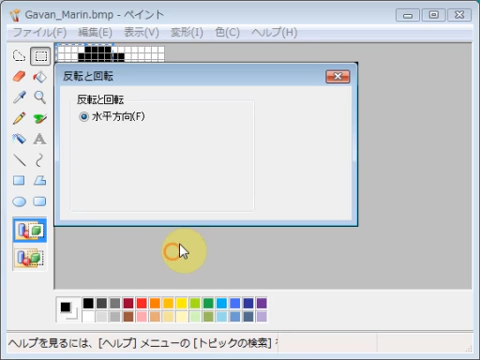 Gavan_Marin.bmp - ペイント
ファイル(F) 編集(E) 表示(V) 変形(I) 色(C) ヘルプ(H)
反転と回転
反転と回転
水平方向(F)
A
ヘルプを見るには、[ヘルプ] メニューの [トピックの検索]